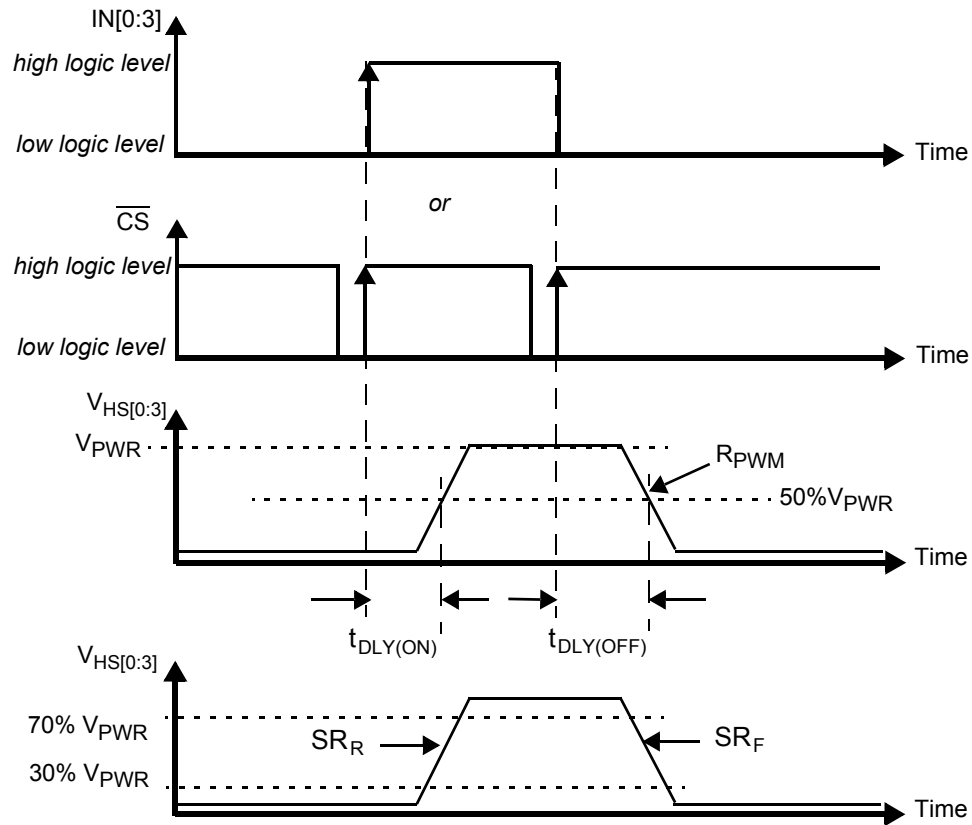 IN[0:3]
high logic level
low logic level
Time
or
CS
high logic level
low logic level
Time
VHS[0:3]
VPWR
RPWM
50%VPWR
Time
tDLY(ON)
tDLY(OFF)
VHS[0:3]
70% VPWR
SRR
SRF
30% VPWR
Time